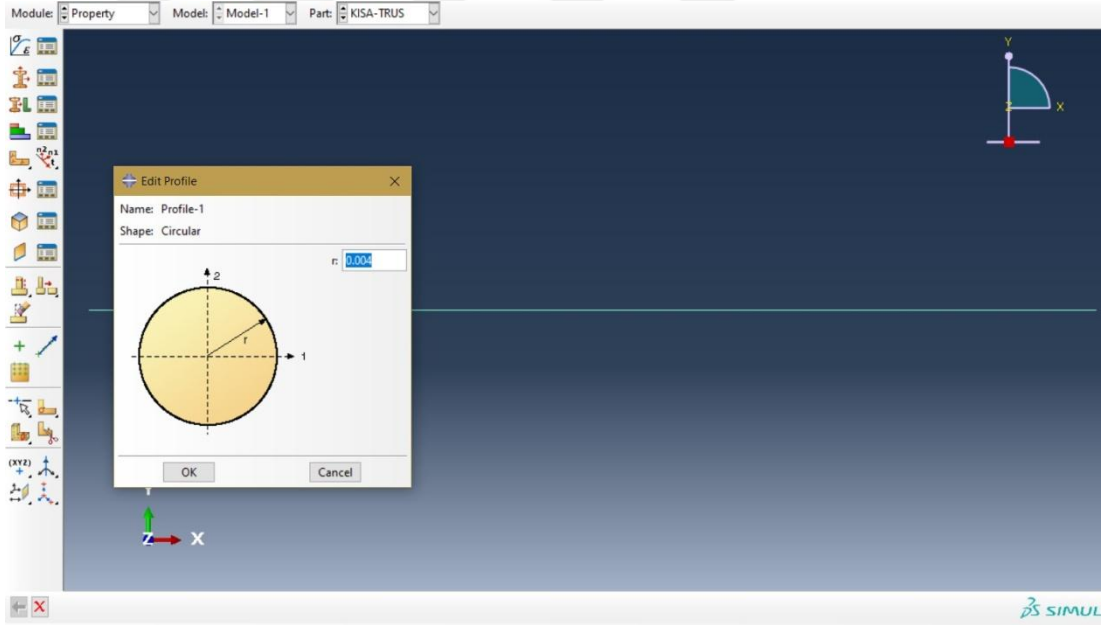 Module: Property Model: Model-1 Part: KISA-TRUS
Y
Z X
Edit Profile
Name: Profile-1
Shape: Circular
r: 0.004
2
r
1
OK Cancel
(XYZ)
Z X
SIMUL